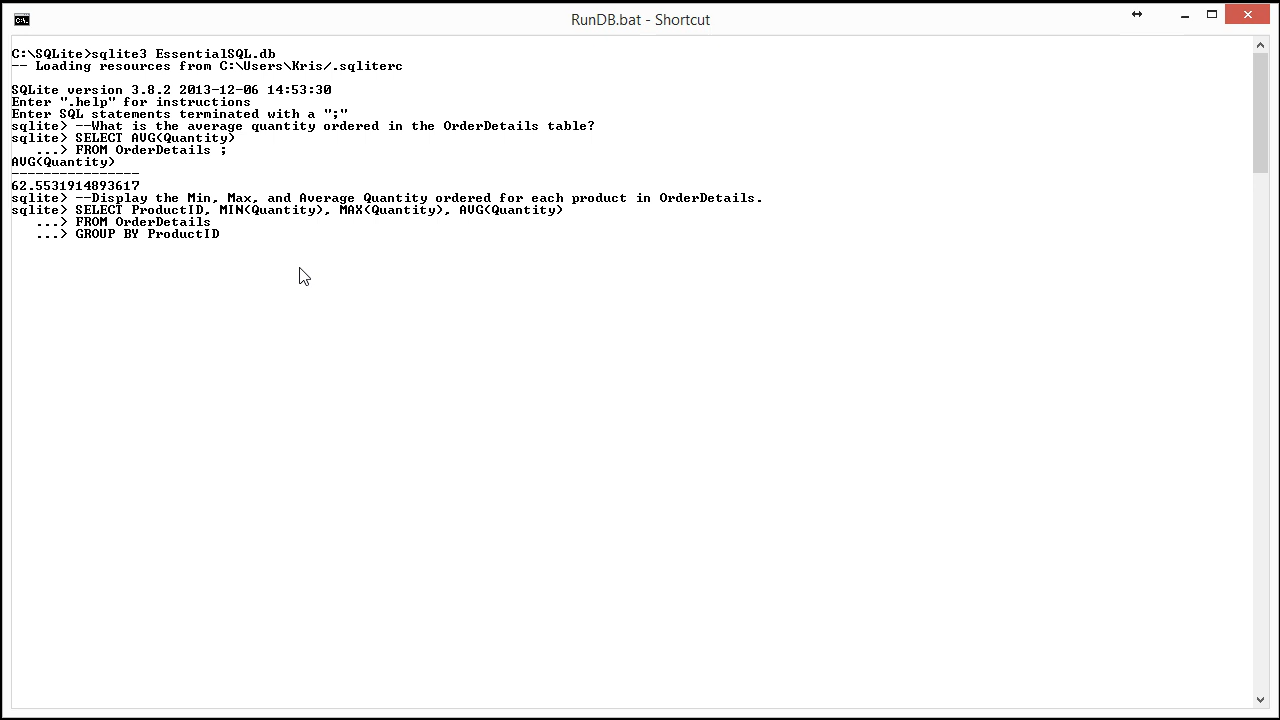 RunDB.bat - Shortcut
C:\SQLite>sqlite3 EssentialSQL.db
-- Loading resources from C:\Users\Kris/.sqliterc
SQLite version 3.8.2 2013-12-06 14:53:30
Enter ".help" for instructions
Enter SQL statements terminated with a ";"
sqlite> --What is the average quantity ordered in the OrderDetails table?
sqlite> SELECT AVG(Quantity)
   ...> FROM OrderDetails ;
AVG(Quantity)
----------------
62.5531914893617
sqlite> --Display the Min, Max, and Average Quantity ordered for each product in OrderDetails.
sqlite> SELECT ProductID, MIN(Quantity), MAX(Quantity), AVG(Quantity)
   ...> FROM OrderDetails
   ...> GROUP BY ProductID